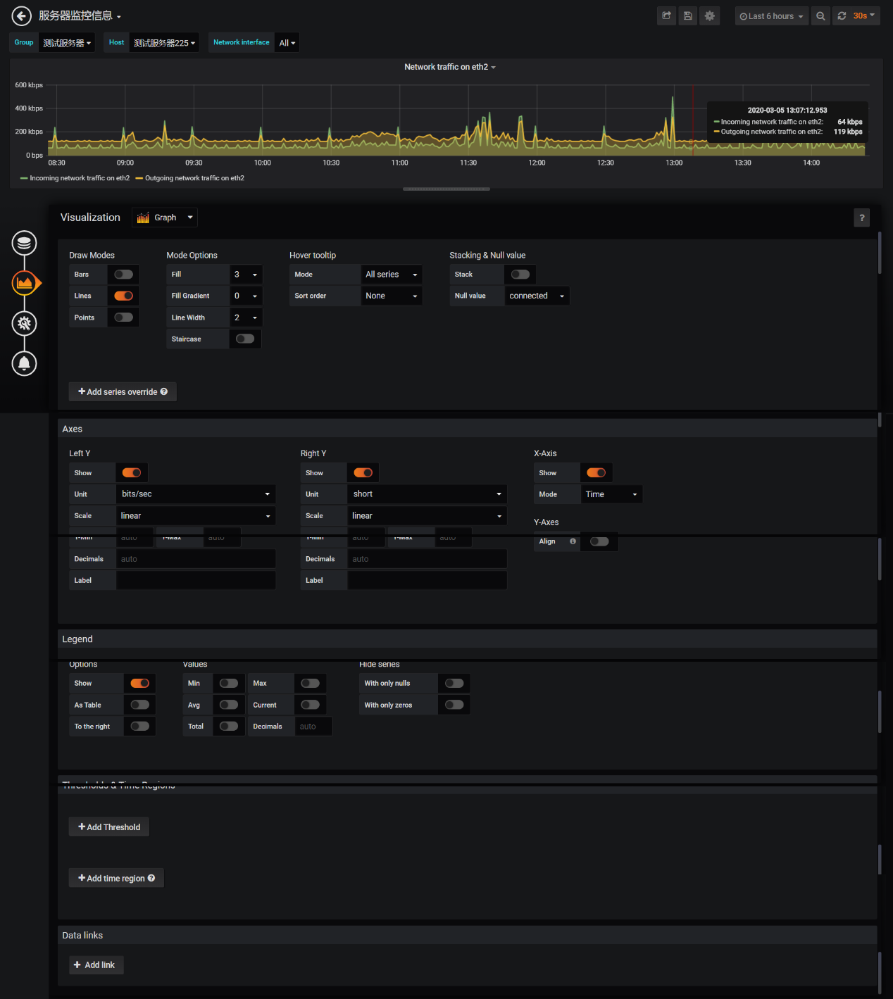 服务器监控信息
Last 6 hours
30s
Group 测试服务器 Host 测试服务器225 Network interface All
Network traffic on eth2
600 kbps
400 kbps
200 kbps
0 bps
2020-03-05 13:07:12.953
Incoming network traffic on eth2: 64 kbps
Outgoing network traffic on eth2: 119 kbps
08:30 09:00 09:30 10:00 10:30 11:00 11:30 12:00 12:30 13:00 13:30 14:00
Incoming network traffic on eth2 Outgoing network traffic on eth2
Visualization Graph ?
Draw Modes Mode Options Hover tooltip Stacking & Null value
Bars Fill 3 Mode All series Stack
Lines Fill Gradient 0 Sort order None Null value connected
Points Line Width 2
Staircase
+ Add series override ?
Axes
Left Y Right Y X-Axis
Show Show Show
Unit bits/sec Unit short Mode Time
Scale linear Scale linear
Y-Axes
Y-Min auto Y-Max auto Y-Min auto Y-Max auto
Align
Decimals auto Decimals auto
Label Label
Legend
Options Values Hide series
Show Min Max With only nulls
As Table Avg Current With only zeros
To the right Total Decimals auto
Thresholds & Time Regions
+ Add Threshold
+ Add time region ?
Data links
+ Add link